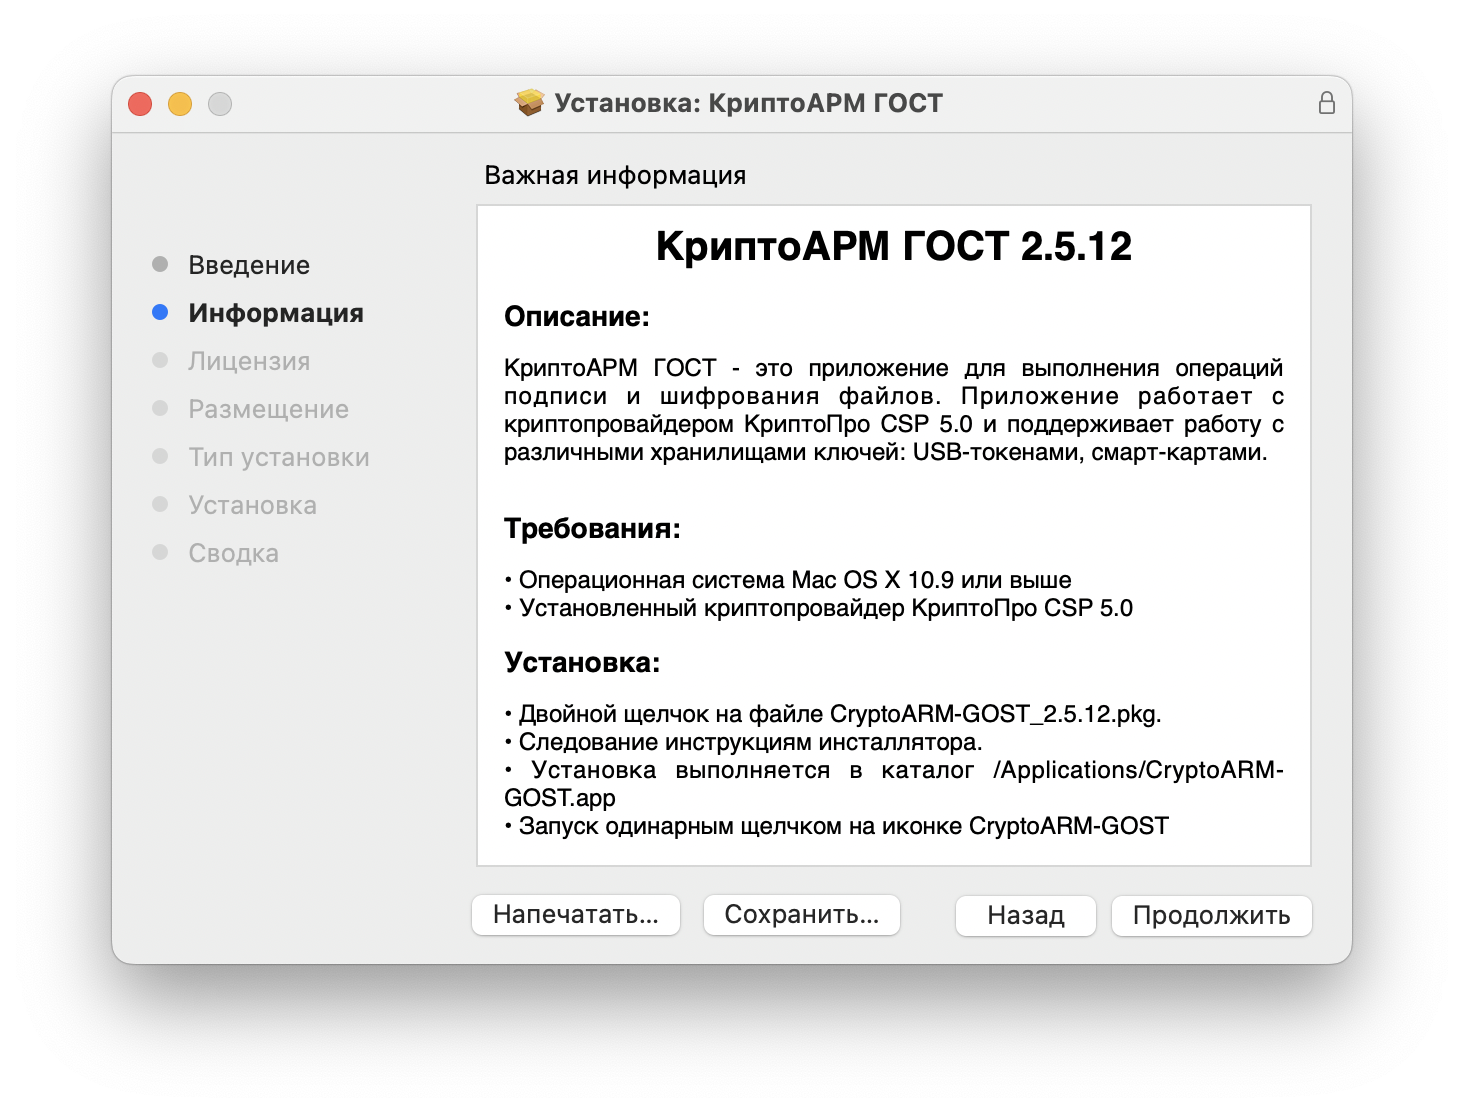 Установка: КриптоАРМ ГОСТ
Введение
Информация
Лицензия
Размещение
Тип установки
Установка
Сводка
Важная информация
КриптоАРМ ГОСТ 2.5.12
Описание:
КриптоАРМ ГОСТ - это приложение для выполнения операций
подписи и шифрования файлов. Приложение работает с
криптопровайдером КриптоПро CSP 5.0 и поддерживает работу с
различными хранилищами ключей: USB-токенами, смарт-картами.
Требования:
• Операционная система Mac OS X 10.9 или выше
• Установленный криптопровайдер КриптоПро CSP 5.0
Установка:
• Двойной щелчок на файле CryptoARM-GOST_2.5.12.pkg.
• Следование инструкциям инсталлятора.
• Установка выполняется в каталог /Applications/CryptoARM-
GOST.app
• Запуск одинарным щелчком на иконке CryptoARM-GOST
Напечатать...
Сохранить...
Назад
Продолжить